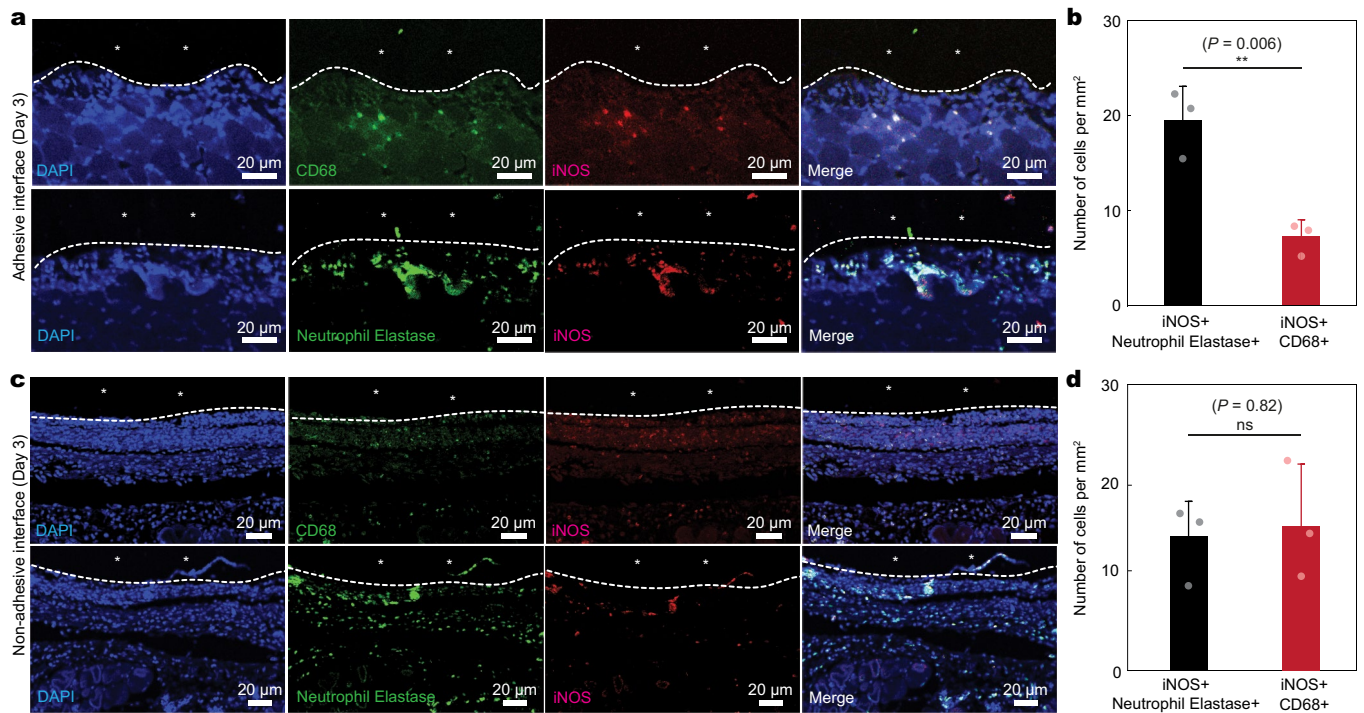 a
Adhesive interface (Day 3)
* *
* *
* *
* *
DAPI
20 µm
CD68
20 µm
iNOS
20 µm
Merge
20 µm
* *
* *
* *
* *
DAPI
20 µm
Neutrophil Elastase
20 µm
iNOS
20 µm
Merge
20 µm
b
Number of cells per mm²
30
20
10
0
(P = 0.006)
**
iNOS+
Neutrophil Elastase+
iNOS+
CD68+
c
Non-adhesive interface (Day 3)
* *
* *
* *
* *
DAPI
20 µm
CD68
20 µm
iNOS
20 µm
Merge
20 µm
* *
* *
* *
* *
DAPI
20 µm
Neutrophil Elastase
20 µm
iNOS
20 µm
Merge
20 µm
d
Number of cells per mm²
30
20
10
0
(P = 0.82)
ns
iNOS+
Neutrophil Elastase+
iNOS+
CD68+